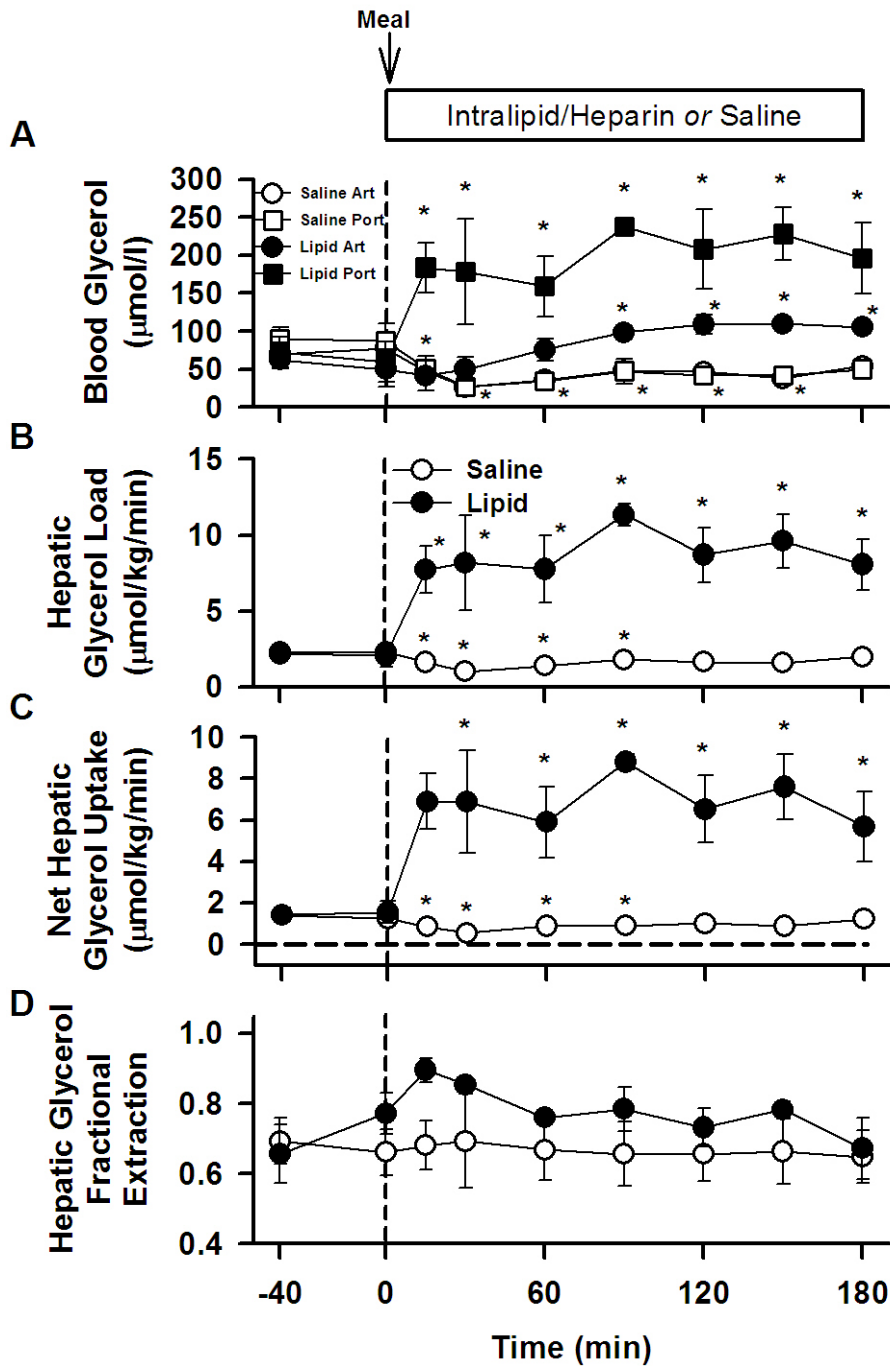 Meal
Intralipid/Heparin or Saline
A
Blood Glycerol
(μmol/l)
300
250
200
150
100
50
0
Saline Art
Saline Port
Lipid Art
Lipid Port
* * * * * * *
* * * * *
* * * * *
B
Hepatic
Glycerol Load
(μmol/kg/min)
15
10
5
0
Saline
Lipid
* * * * * * *
* * * *
C
Net Hepatic
Glycerol Uptake
(μmol/kg/min)
10
8
6
4
2
0
* * * * * *
* * * *
D
Hepatic Glycerol
Fractional
Extraction
1.0
0.8
0.6
0.4
-40 0 60 120 180
Time (min)